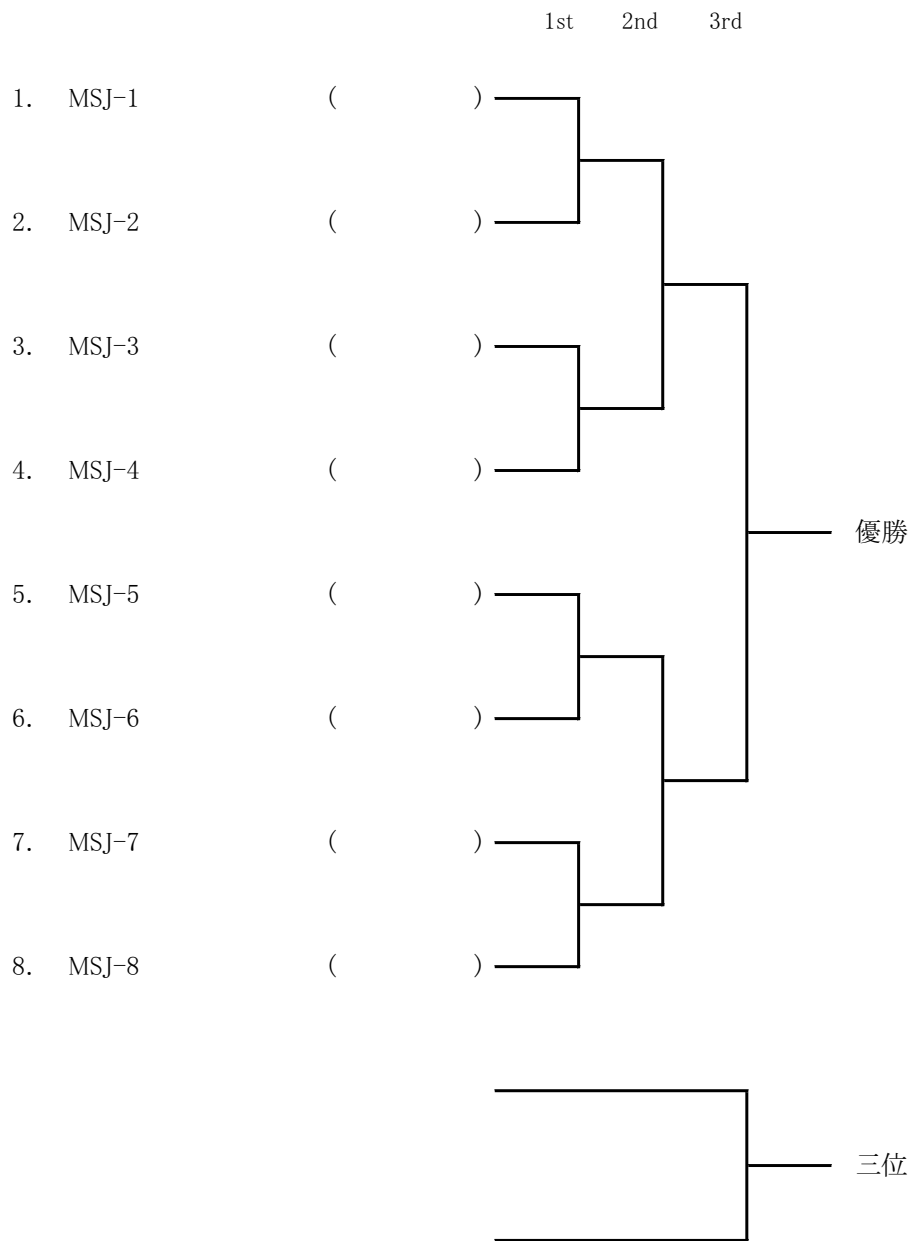 1st 2nd 3rd
1. MSJ-1 ( )
2. MSJ-2 ( )
3. MSJ-3 ( )
4. MSJ-4 ( )
優勝
5. MSJ-5 ( )
6. MSJ-6 ( )
7. MSJ-7 ( )
8. MSJ-8 ( )
三位